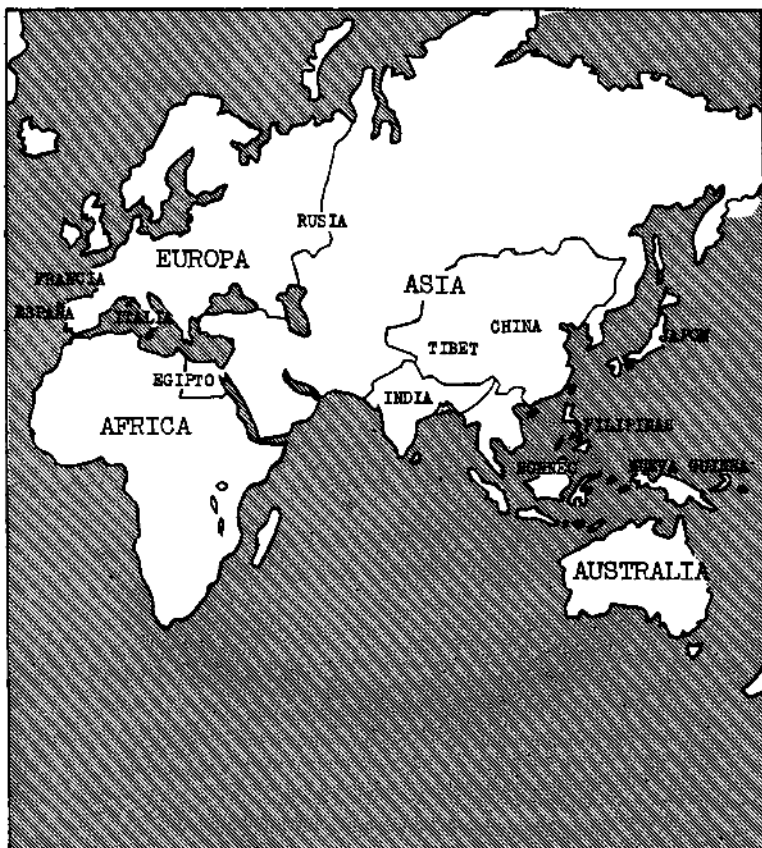 RUSIA
EUROPA
FRANCIA
ASIA
ESPAÑA
ITALIA
CHINA
JAPON
TIBET
EGIPTO
INDIA
AFRICA
FILIPINAS
BORNEO
NUEVA GUINEA
AUSTRALIA